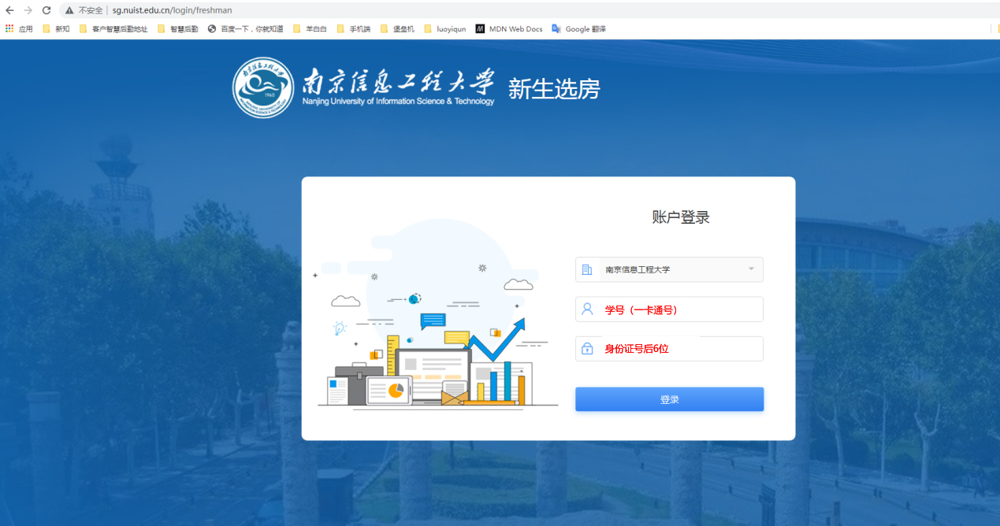 不安全 | sg.nuist.edu.cn/login/freshman
应用 新知 客户智慧后勤地址 智慧后勤 百度一下，你就知道 羊白白 手机端 堡垒机 luoyiqun MDN Web Docs Google 翻译
南京信息工程大学 新生选房
Nanjing University of Information Science & Technology
1960
账户登录
南京信息工程大学
学号（一卡通号）
身份证号后6位
登录